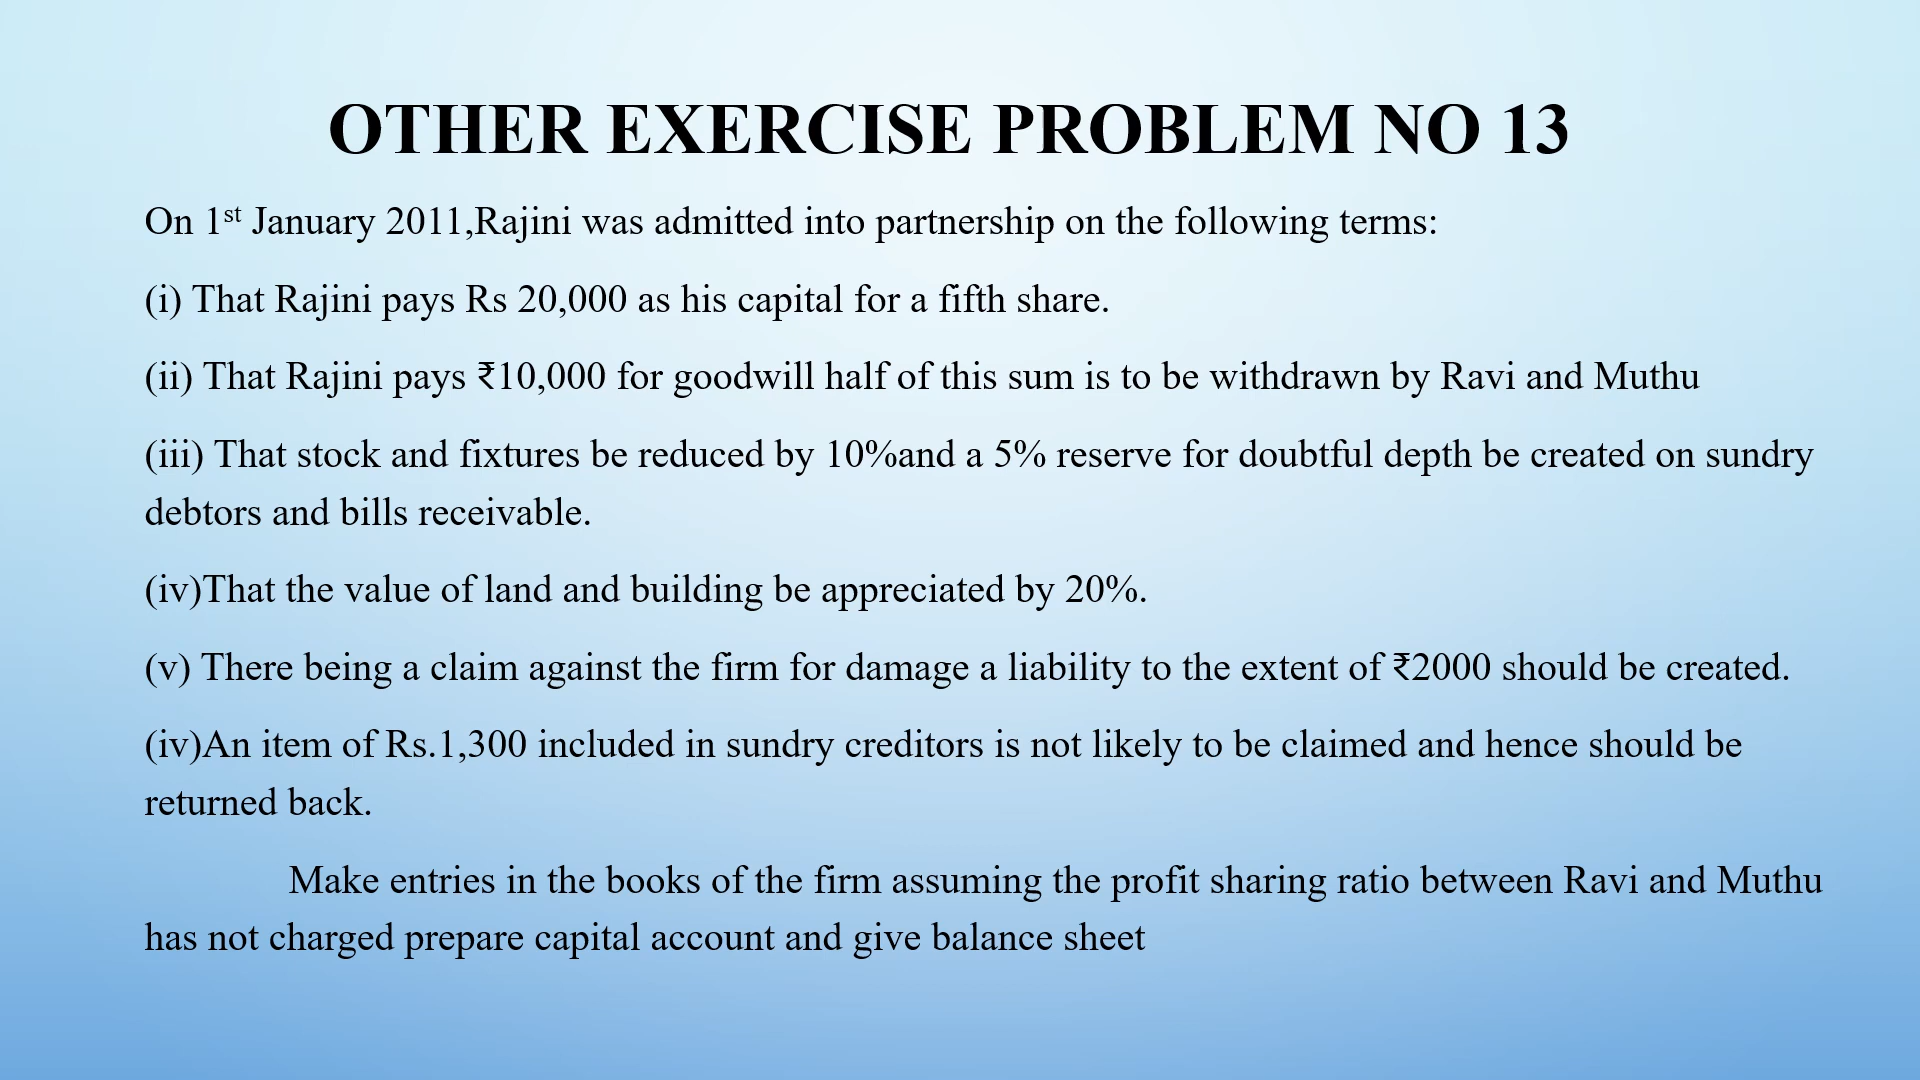 OTHER EXERCISE PROBLEM NO 13
On 1st January 2011,Rajini was admitted into partnership on the following terms:
(i) That Rajini pays Rs 20,000 as his capital for a fifth share.
(ii) That Rajini pays ₹10,000 for goodwill half of this sum is to be withdrawn by Ravi and Muthu
(iii) That stock and fixtures be reduced by 10%and a 5% reserve for doubtful depth be created on sundry
debtors and bills receivable.
(iv)That the value of land and building be appreciated by 20%.
(v) There being a claim against the firm for damage a liability to the extent of ₹2000 should be created.
(iv)An item of Rs.1,300 included in sundry creditors is not likely to be claimed and hence should be
returned back.
Make entries in the books of the firm assuming the profit sharing ratio between Ravi and Muthu
has not charged prepare capital account and give balance sheet